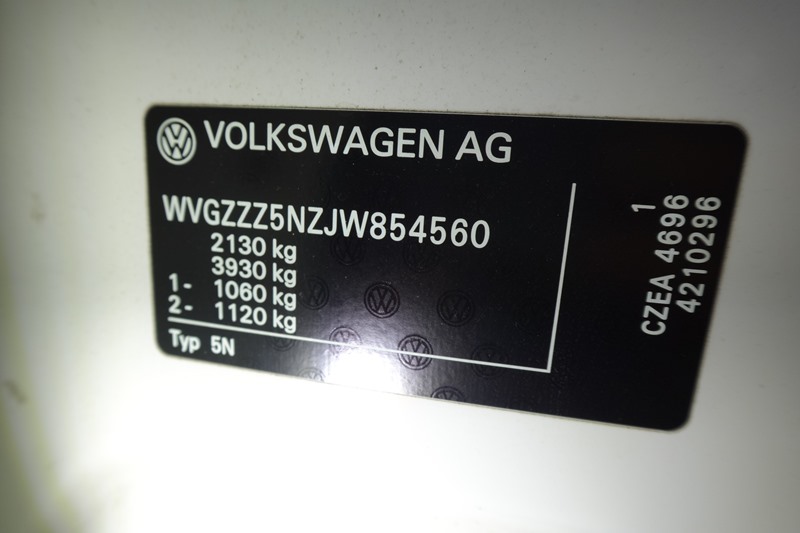 VOLKSWAGEN AG
WVGZZZ5NZJW854560
2130 kg
3930 kg
1- 1060 kg
2- 1120 kg
Typ 5N
1
CZEA 4696
4210296